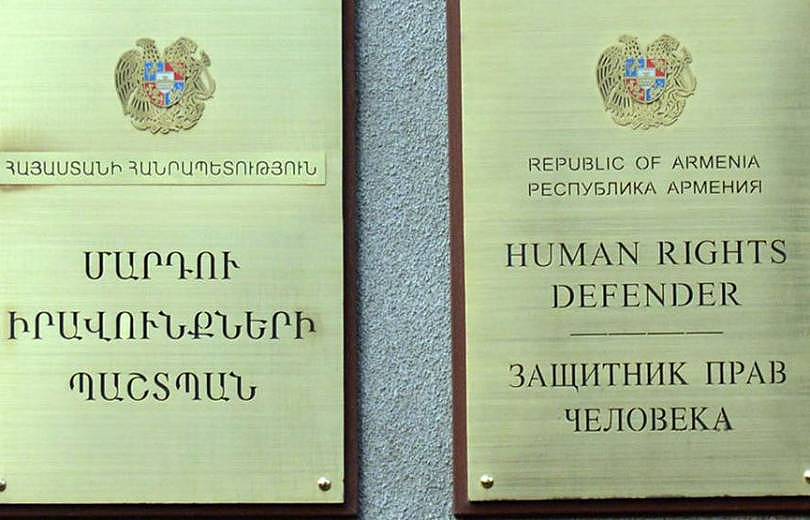 ՀԱՅԱՍՏԱՆԻ ՀԱՆՐԱՊԵՏՈՒԹՅՈՒՆ
ՄԱՐԴՈՒ
ԻՐԱՎՈՒՆՔՆԵՐԻ
ՊԱՇՏՊԱՆ
REPUBLIC OF ARMENIA
РЕСПУБЛИКА АРМЕНИЯ
HUMAN RIGHTS
DEFENDER
ЗАЩИТНИК ПРАВ
ЧЕЛОВЕКА